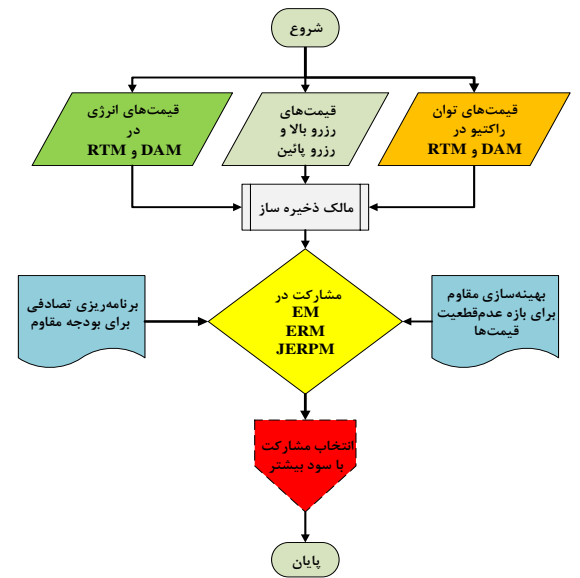 شروع
قیمت‌های توان
راکتیو در
DAM و RTM
قیمت‌های
رزرو بالا و
رزرو پائین
قیمت‌های انرژی
در
DAM و RTM
مالک ذخیره ساز
بهینه‌سازی مقاوم
برای بازه عدم‌قطعیت
قیمت‌ها
مشارکت در
EM
ERM
JERPM
برنامه‌ریزی تصادفی
برای بودجه مقاوم
انتخاب مشارکت
با سود بیشتر
پایان